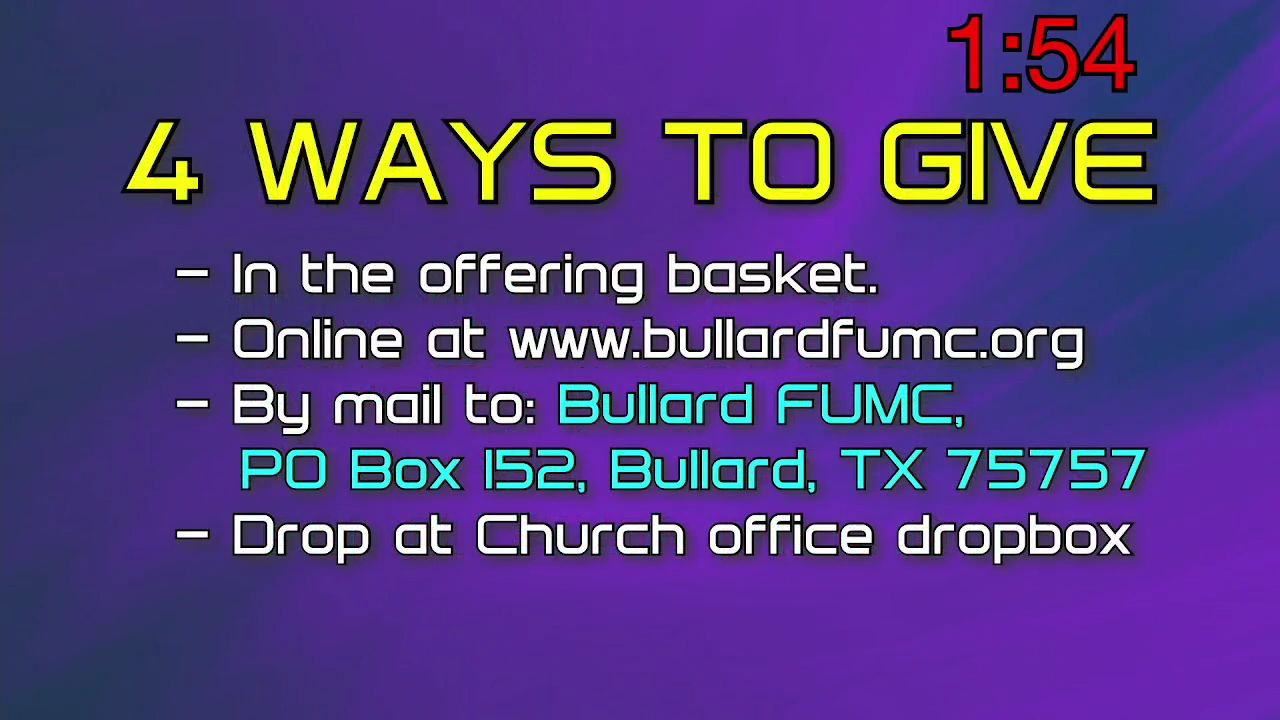 1:54
4 WAYS TO GIVE
– In the offering basket.
– Online at www.bullardfumc.org
– By mail to: Bullard FUMC,
PO Box 152, Bullard, TX 75757
– Drop at Church office dropbox